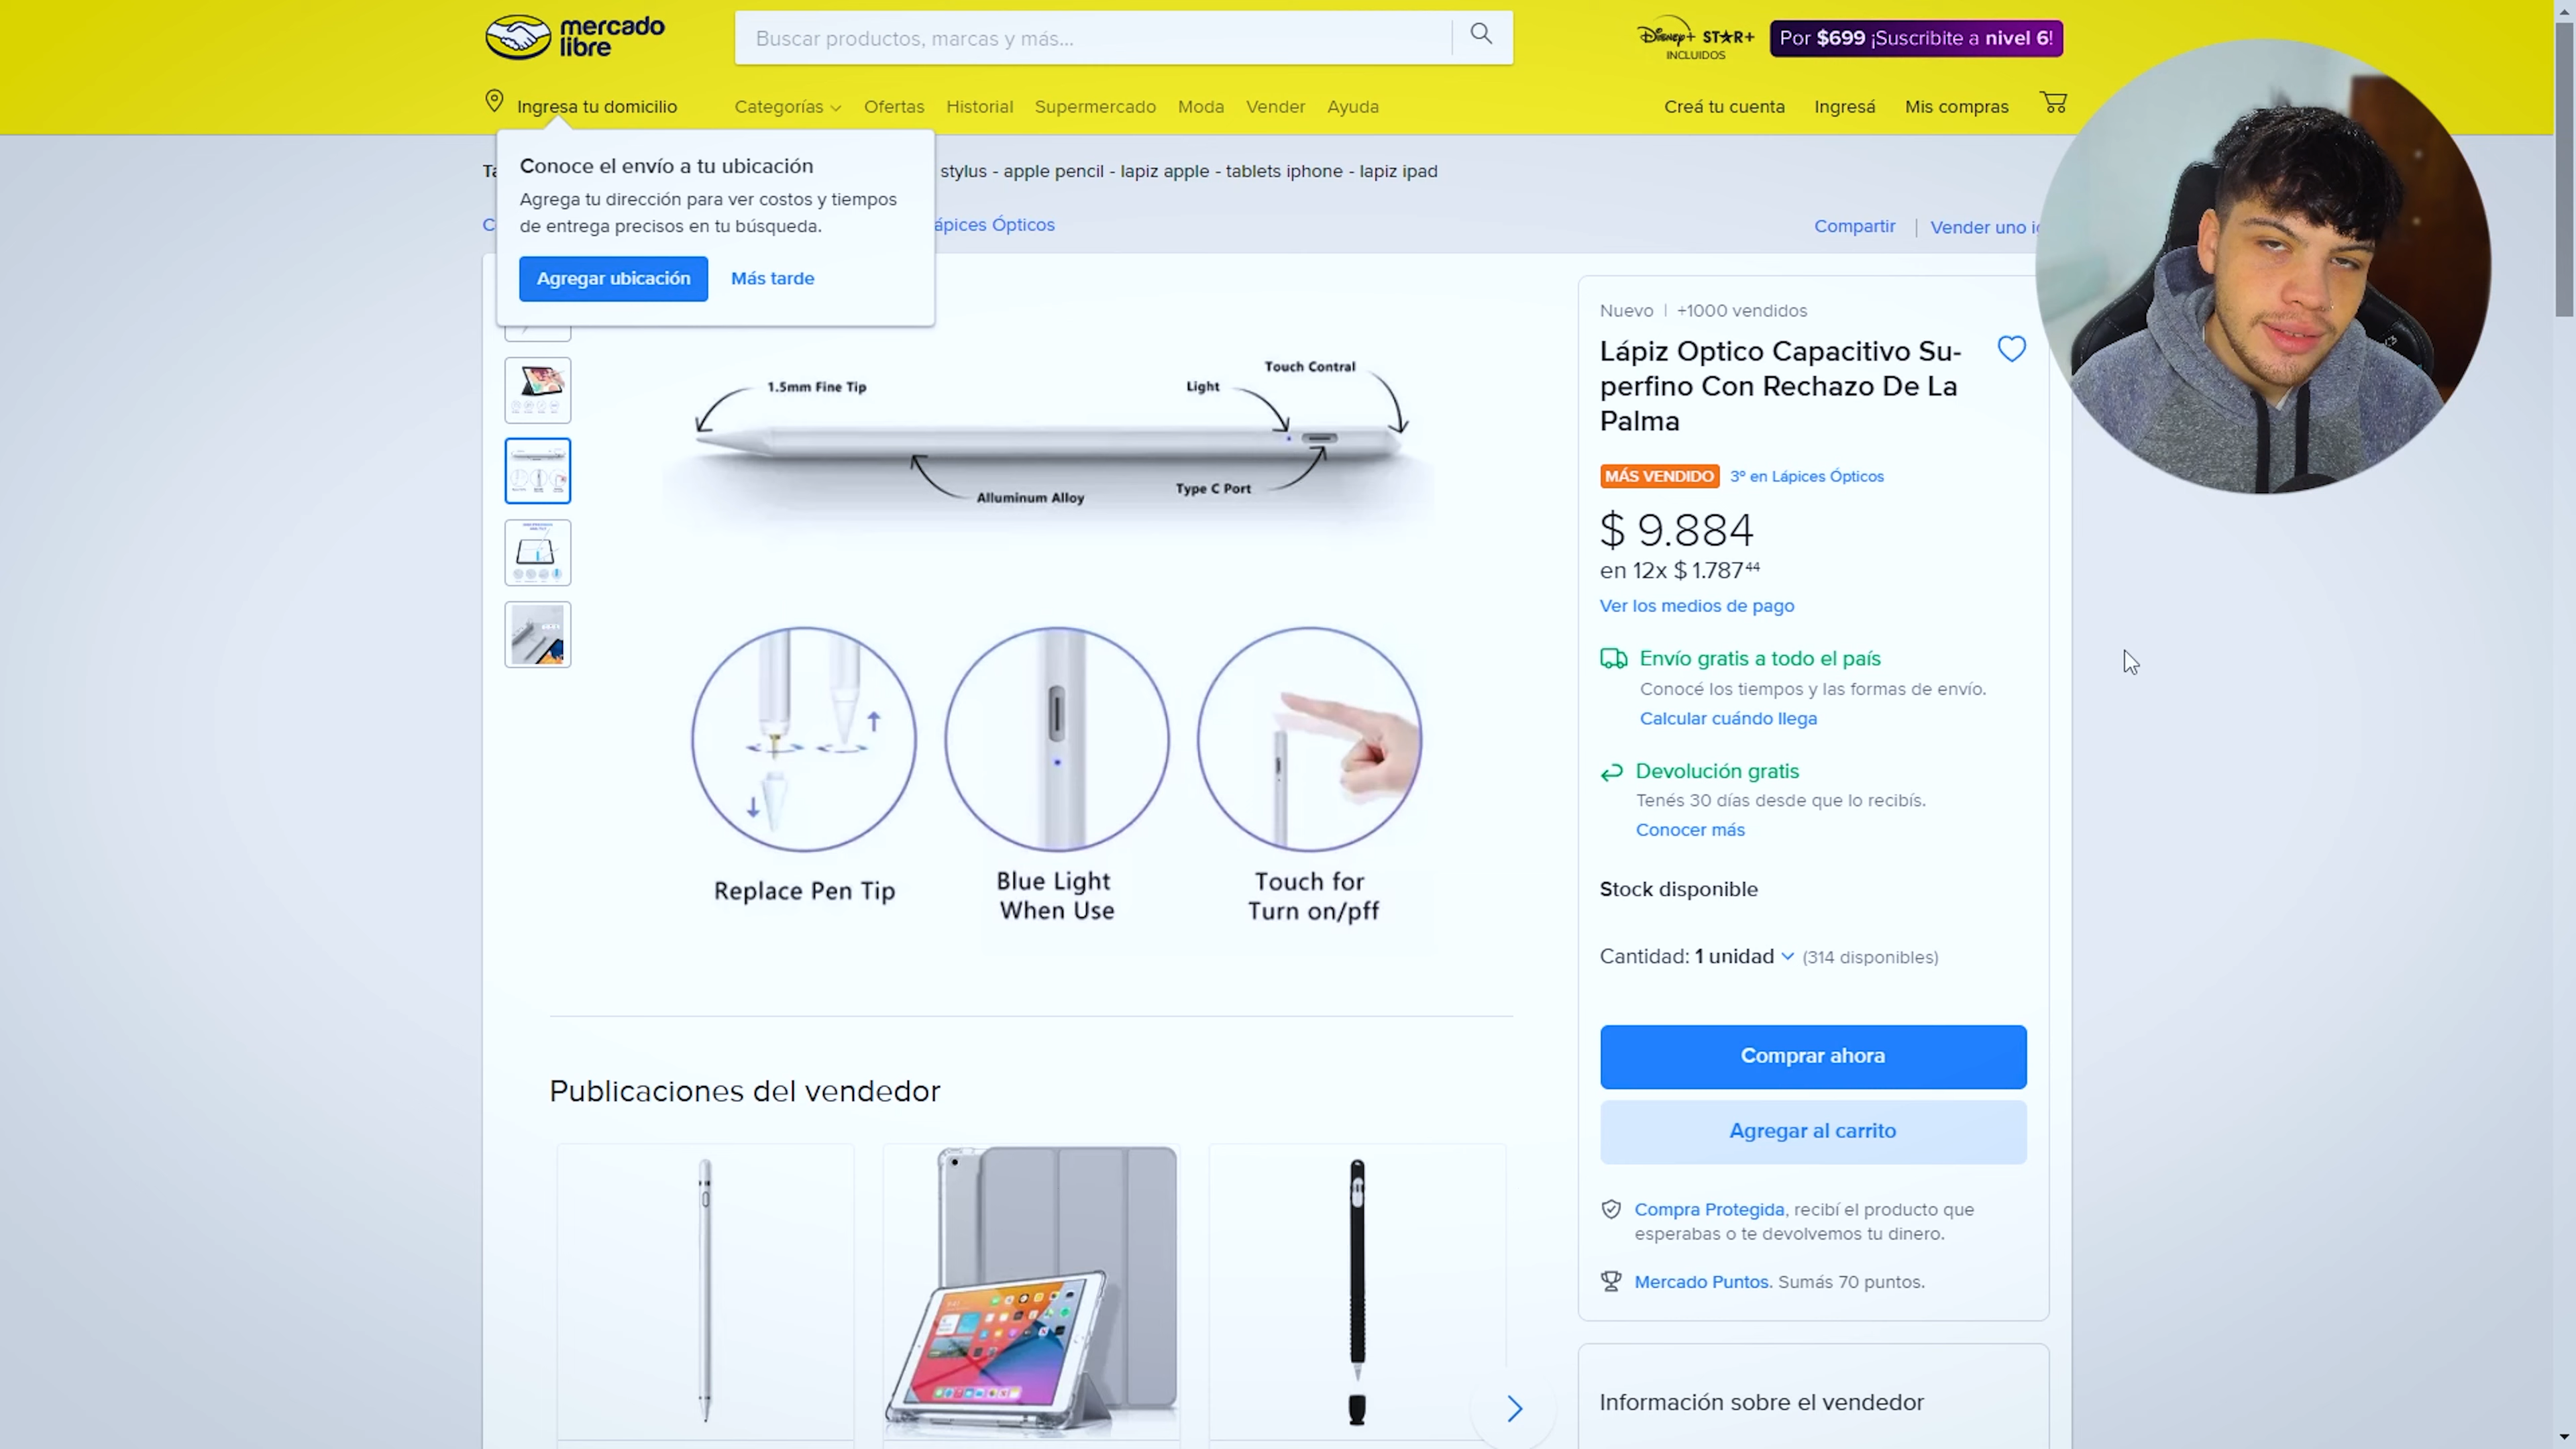 mercado
libre
Buscar productos, marcas y más...
Disney+ STAR+
INCLUIDOS
Por $699 ¡Suscribite a nivel 6!
Ingresa tu domicilio
Categorías
Ofertas
Historial
Supermercado
Moda
Vender
Ayuda
Creá tu cuenta
Ingresá
Mis compras
Conoce el envío a tu ubicación
Agrega tu dirección para ver costos y tiempos
de entrega precisos en tu búsqueda.
Agregar ubicación
Más tarde
stylus - apple pencil - lapiz apple - tablets iphone - lapiz ipad
ápices Ópticos
Compartir
Vender uno
1.5mm Fine Tip
Light
Touch Contral
Alluminum Alloy
Type C Port
Replace Pen Tip
Blue Light
When Use
Touch for
Turn on/pff
Nuevo | +1000 vendidos
Lápiz Optico Capacitivo Su-
perfino Con Rechazo De La
Palma
MÁS VENDIDO
3º en Lápices Ópticos
$ 9.884
en 12x $ 1.787⁴⁴
Ver los medios de pago
Envío gratis a todo el país
Conocé los tiempos y las formas de envío.
Calcular cuándo llega
Devolución gratis
Tenés 30 días desde que lo recibís.
Conocer más
Stock disponible
Cantidad: 1 unidad (314 disponibles)
Comprar ahora
Agregar al carrito
Compra Protegida, recibí el producto que
esperabas o te devolvemos tu dinero.
Mercado Puntos. Sumás 70 puntos.
Publicaciones del vendedor
Información sobre el vendedor